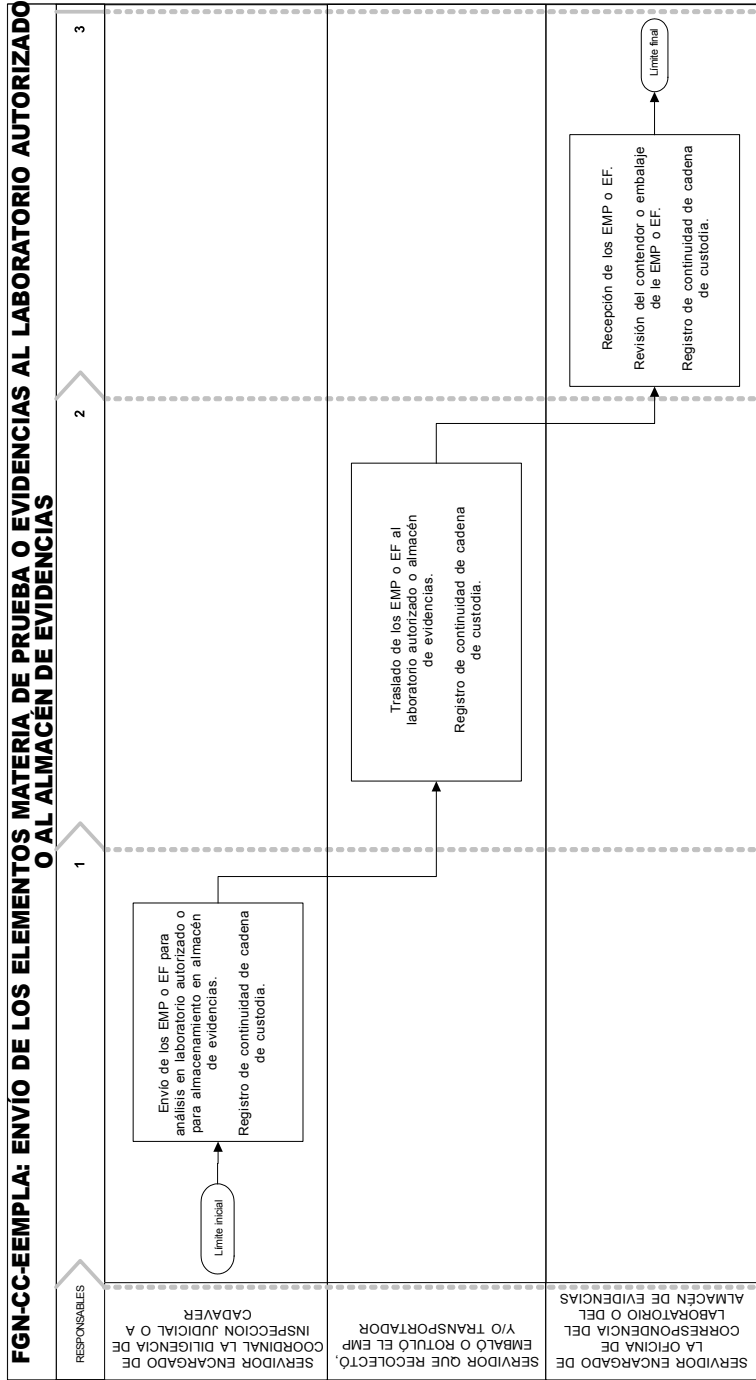 FGN-CC-EEMPLA: ENVÍO DE LOS ELEMENTOS MATERIA DE PRUEBA O EVIDENCIAS AL LABORATORIO AUTORIZADO
O AL ALMACÉN DE EVIDENCIAS
RESPONSABLES
1
2
3
SERVIDOR ENCARGADO DE
COORDINAL LA DILIGENCIA DE
INSPECCION JUDICIAL O A
CADAVER
Límite inicial
Envío de los EMP o EF para
análisis en laboratorio autorizado o
para almacenamiento en almacén
de evidencias.
Registro de continuidad de cadena
de custodia.
SERVIDOR QUE RECOLECTÓ,
EMBALÓ O ROTULÓ EL EMP
Y/O TRANSPORTADOR
Traslado de los EMP o EF al
laboratorio autorizado o almacén
de evidencias.
Registro de continuidad de cadena
de custodia.
SERVIDOR ENCARGADO DE
LA OFICINA DE
CORRESPONDENCIA DEL
LABORATORIO O DEL
ALMACÉN DE EVIDENCIAS
Recepción de los EMP o EF.
Revisión del contendor o embalaje
de le EMP o EF.
Registro de continuidad de cadena
de custodia.
Límite final